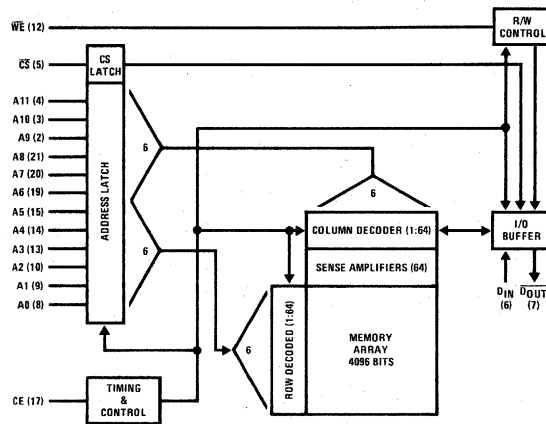 W̅E̅ (12)
R/W
CONTROL
C̅S̅ (5)
CS
LATCH
A11 (4)
A10 (3)
A9 (2)
A8 (21)
A7 (20)
A6 (19)
A5 (15)
A4 (14)
A3 (13)
A2 (10)
A1 (9)
A0 (8)
ADDRESS LATCH
6
6
6
COLUMN DECODER (1:64)
I/O
BUFFER
SENSE AMPLIFIERS (64)
DIN
(6)
D̅O̅U̅T̅
(7)
6
ROW DECODED (1:64)
MEMORY
ARRAY
4096 BITS
CE (17)
TIMING
&
CONTROL